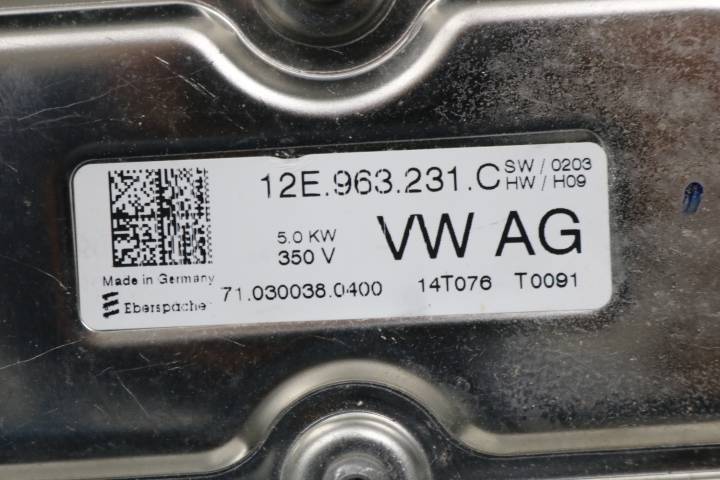 12E.963.231.C SW / 0203
HW / H09
5.0 KW
350 V
VW AG
Made in Germany
Eberspächer
71.030038.0400 14T076 T0091